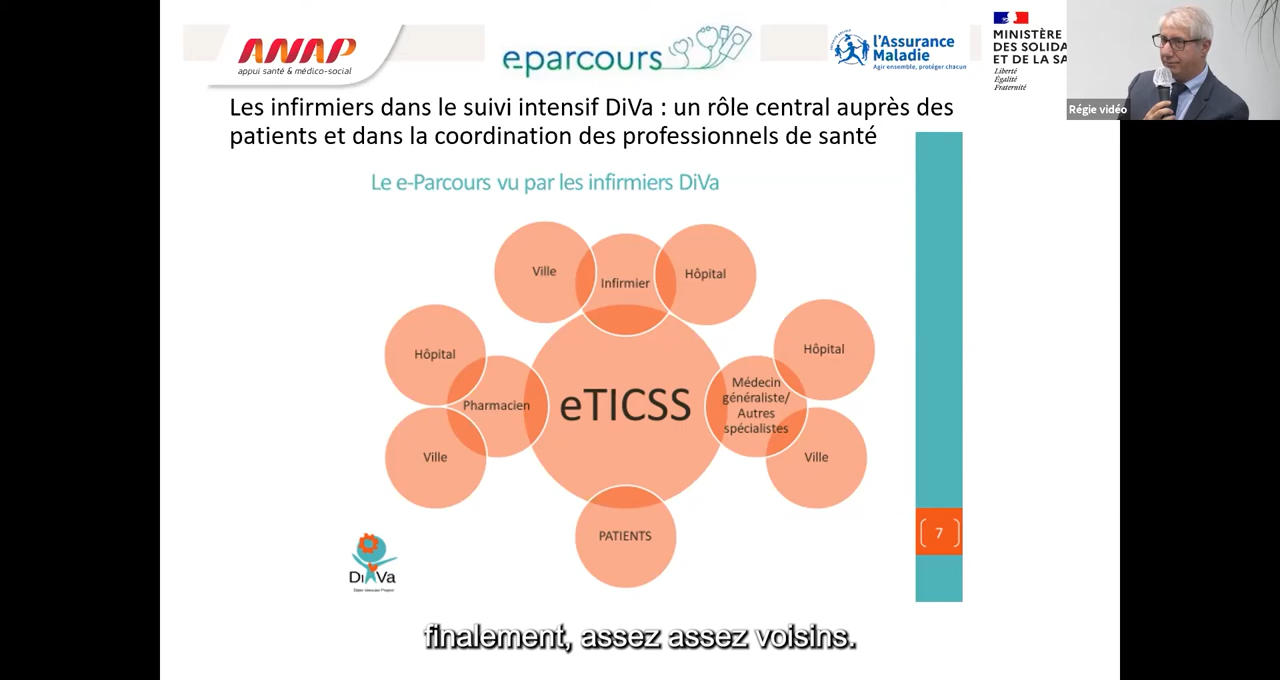 ANAP
appui santé & médico-social
eparcours
l'Assurance
Maladie
Agir ensemble, protéger chacun
MINISTÈRE
DES SOLIDA
ET DE LA SA
Liberté
Égalité
Fraternité
Régie vidéo
Les infirmiers dans le suivi intensif DiVa : un rôle central auprès des
patients et dans la coordination des professionnels de santé
Le e-Parcours vu par les infirmiers DiVa
Ville
Infirmier
Hôpital
Hôpital
Pharmacien
Ville
eTICSS
Médecin
généraliste/
Autres
spécialistes
Hôpital
Ville
PATIENTS
7
DiVa
finalement, assez assez voisins.